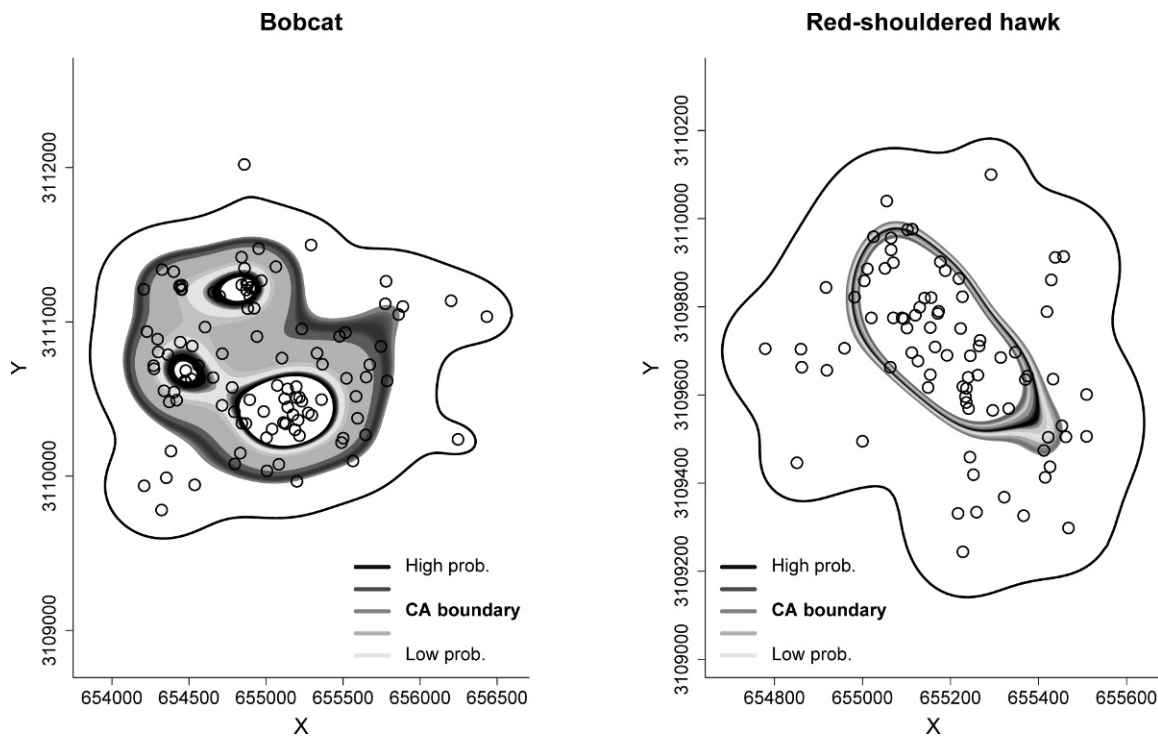 Bobcat
Y
3112000
3111000
3110000
3109000
High prob.
CA boundary
Low prob.
654000 654500 655000 655500 656000 656500
X
Red-shouldered hawk
Y
3110200
3110000
3109800
3109600
3109400
3109200
3109000
High prob.
CA boundary
Low prob.
654800 655000 655200 655400 655600
X